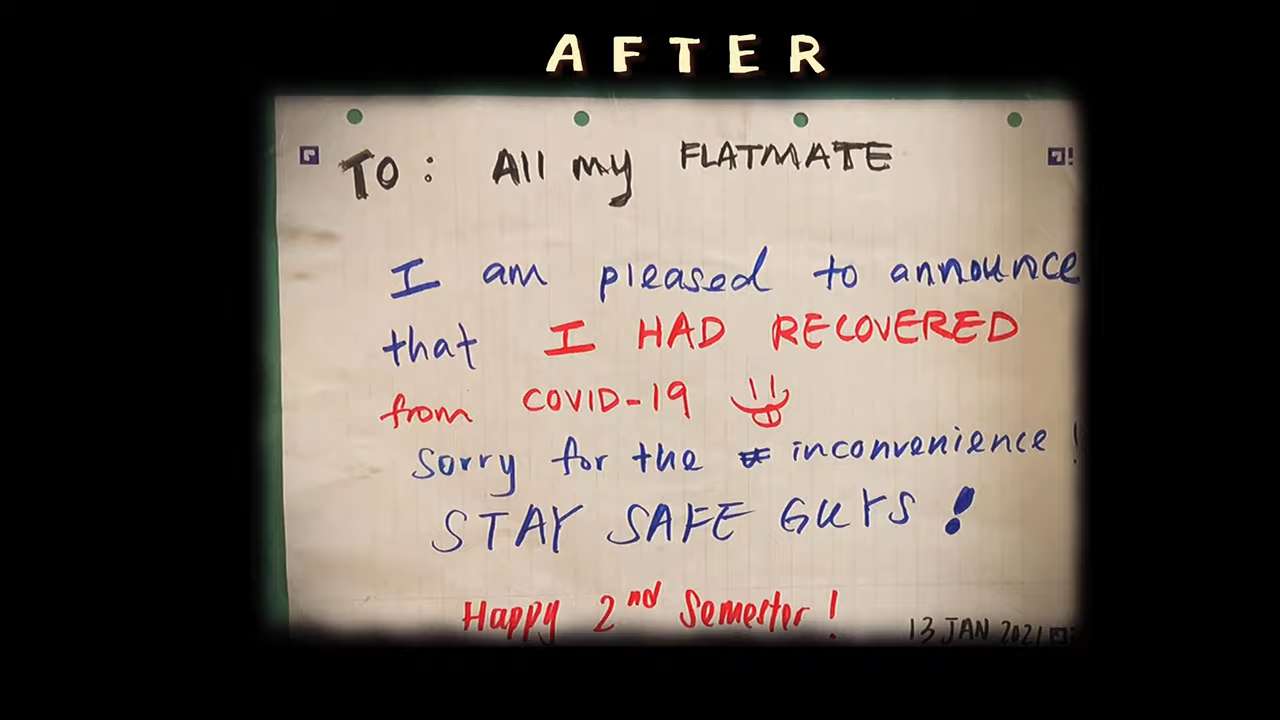 AFTER
TO: All my FLATMATE
I am pleased to announce
that I HAD RECOVERED
from COVID-19
Sorry for the inconvenience!
STAY SAFE GUYS!
Happy 2nd Semester!
13 JAN 2021